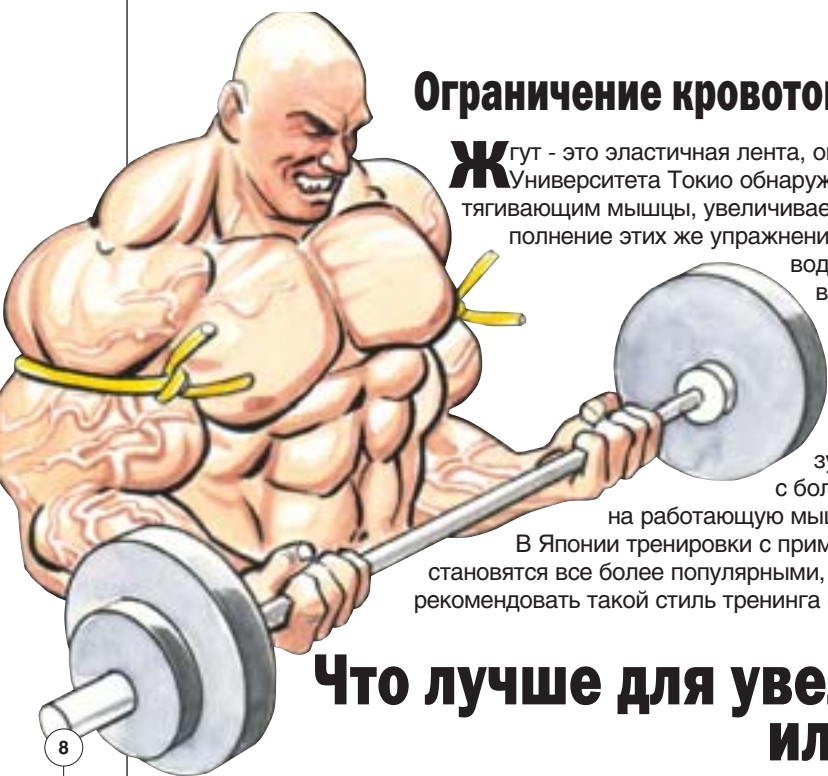 Ограничение кровото
Жгут - это эластичная лента,
Университета Токио обнаруж
тягивающим мышцы, увеличивае
полнение этих же упражнени
вод
в
зу
с бол
на работающую мыш
В Японии тренировки с прим
становятся все более популярными,
рекомендовать такой стиль тренинга
Что лучше для уве
ил
8